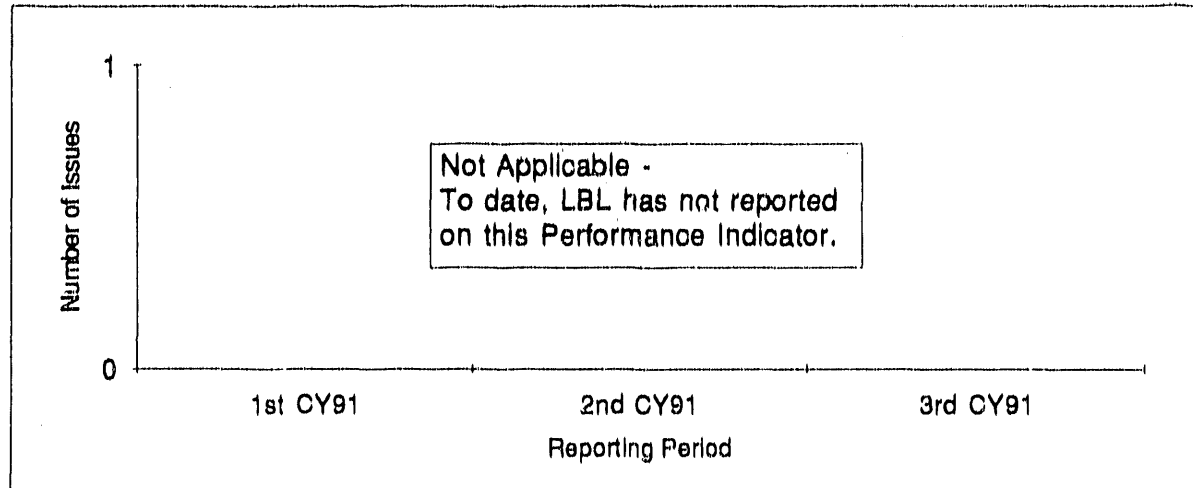 1
Number of Issues
Not Applicable -
To date, LBL has not reported
on this Performance Indicator.
0
1st CY91
2nd CY91
3rd CY91
Reporting Period